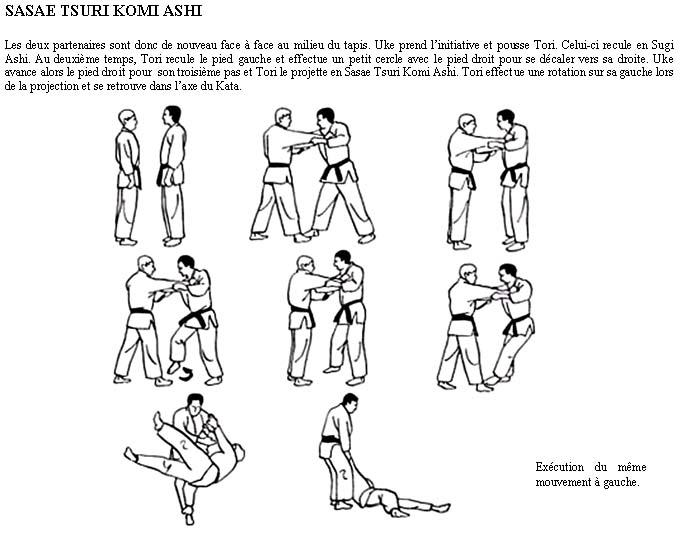 SASAE TSURI KOMI ASHI
Les deux partenaires sont donc de nouveau face à face au milieu du tapis. Uke prend l’initiative et pousse Tori. Celui-ci recule en Sugi
Ashi. Au deuxième temps, Tori recule le pied gauche et effectue un petit cercle avec le pied droit pour se décaler vers sa droite. Uke
avance alors le pied droit pour son troisième pas et Tori le projette en Sasae Tsuri Komi Ashi. Tori effectue une rotation sur sa gauche lors
de la projection et se retrouve dans l’axe du Kata.
Exécution du même
mouvement à gauche.